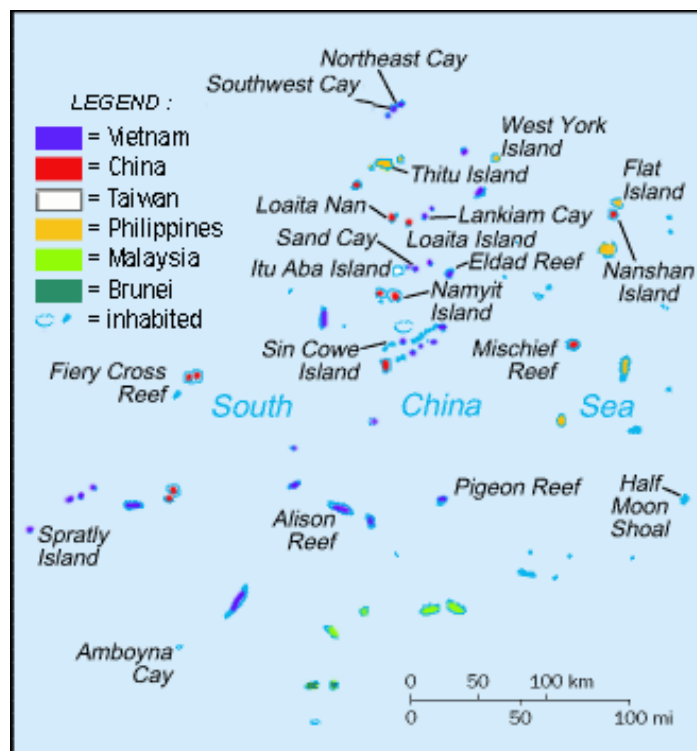 Northeast Cay
Southwest Cay
LEGEND :
= Vietnam
= China
= Taiwan
= Philippines
= Malaysia
= Brunei
= inhabited
West York
Island
Thitu Island
Flat
Island
Loaita Nan
Lankiam Cay
Sand Cay
Loaita Island
Itu Aba Island
Eldad Reef
Nanshan
Island
Namyit
Island
Sin Cowe
Island
Mischief
Reef
Fiery Cross
Reef
South China Sea
Pigeon Reef
Half
Moon
Shoal
Spratly
Island
Alison
Reef
Amboyna
Cay
0 50 100 km
0 50 100 mi